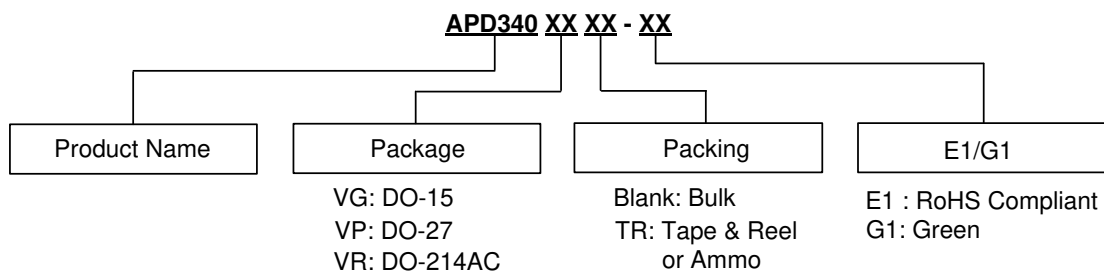 APD340 XX XX - XX
Product Name
Package
Packing
E1/G1
VG: DO-15
VP: DO-27
VR: DO-214AC
Blank: Bulk
TR: Tape & Reel
or Ammo
E1 : RoHS Compliant
G1: Green